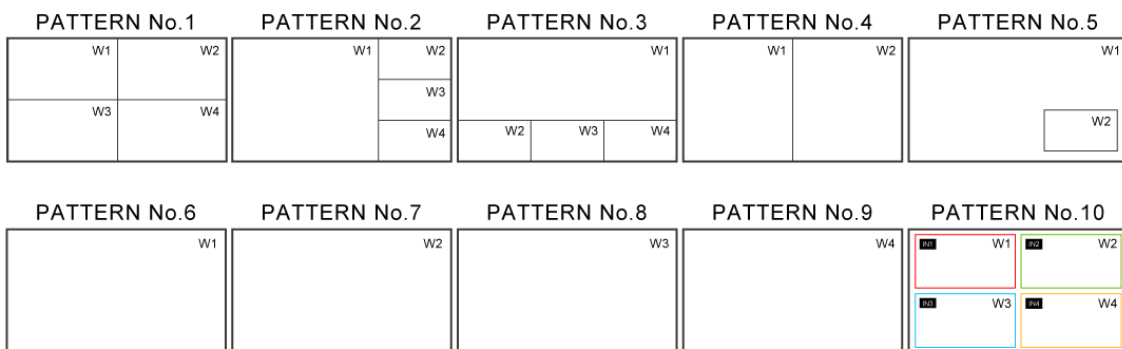 PATTERN No.1
W1
W2
W3
W4
PATTERN No.2
W1
W2
W3
W4
PATTERN No.3
W1
W2
W3
W4
PATTERN No.4
W1
W2
PATTERN No.5
W1
W2
PATTERN No.6
W1
PATTERN No.7
W2
PATTERN No.8
W3
PATTERN No.9
W4
PATTERN No.10
IN1 W1
IN2 W2
IN3 W3
IN4 W4